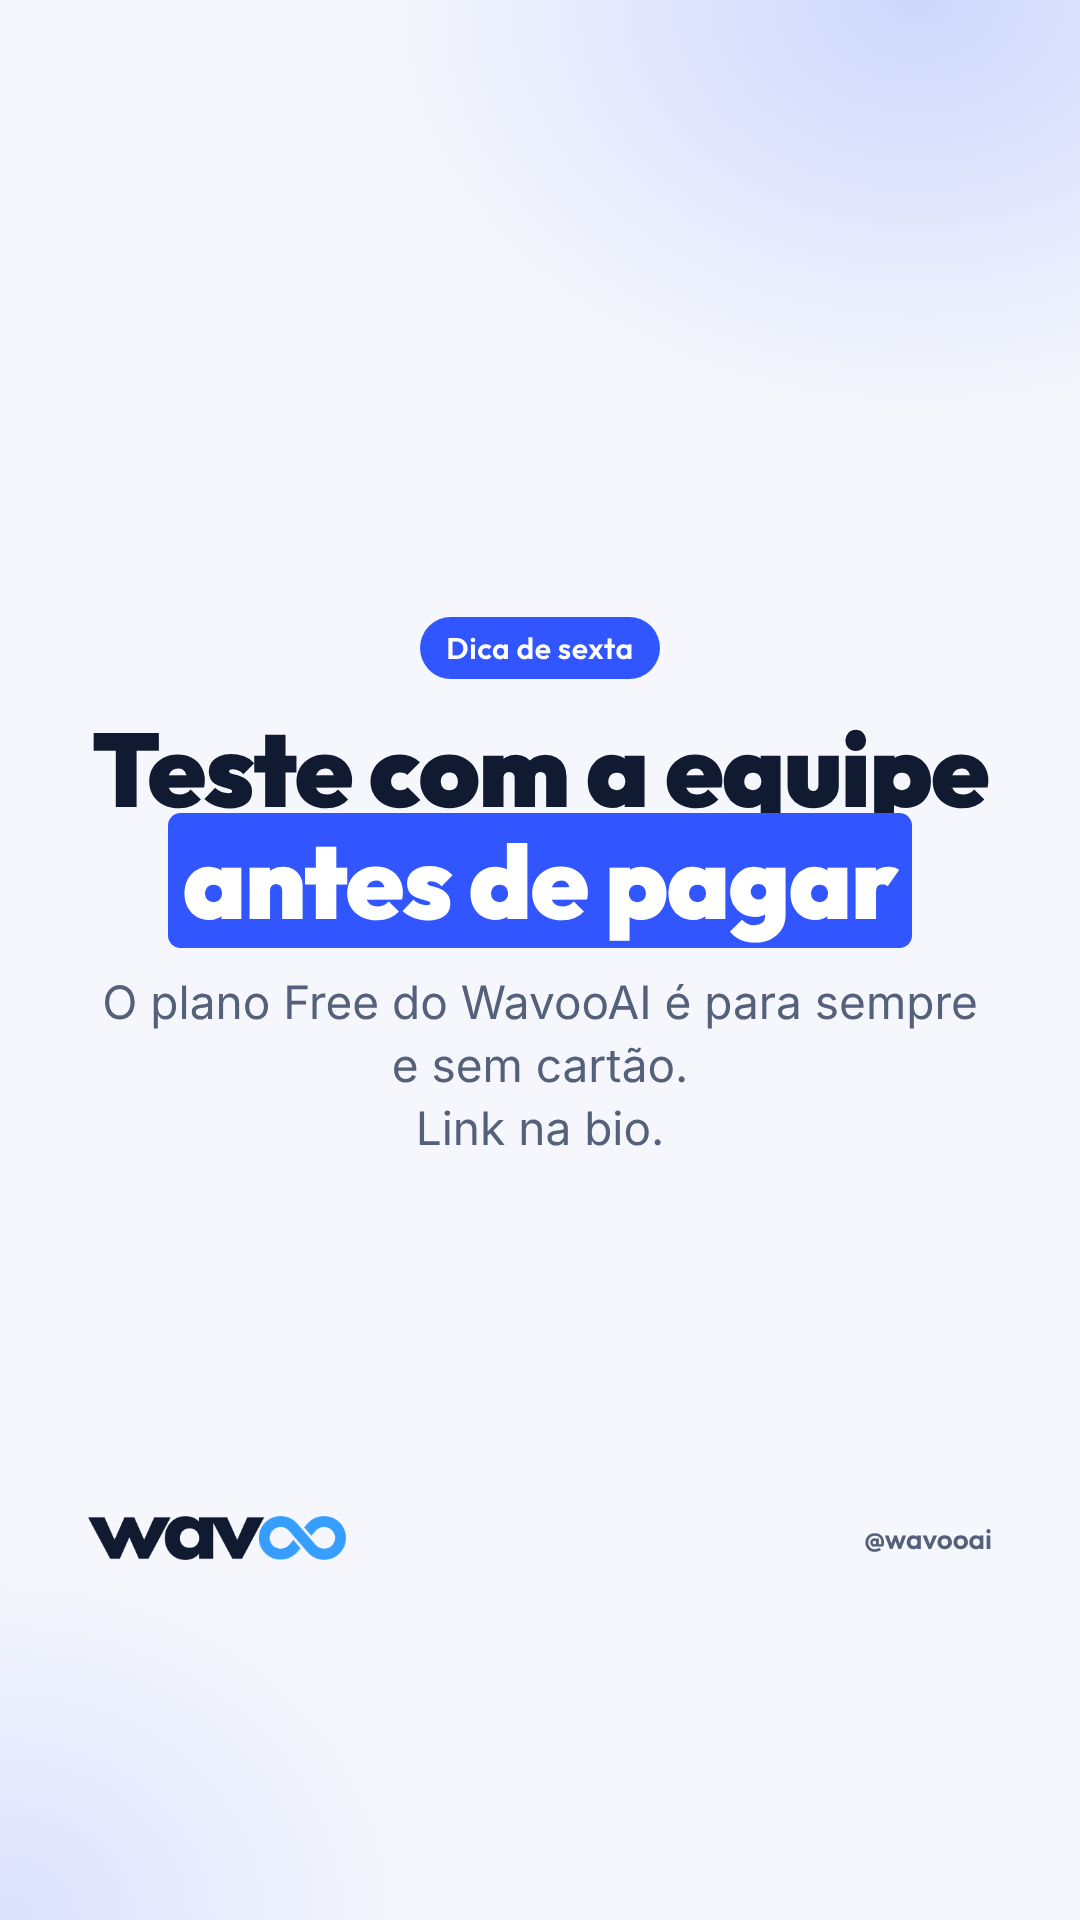 Dica de sexta
Teste com a equipe
antes de pagar
O plano Free do WavooAI é para sempre
e sem cartão.
Link na bio.
wavoo
@wavooai